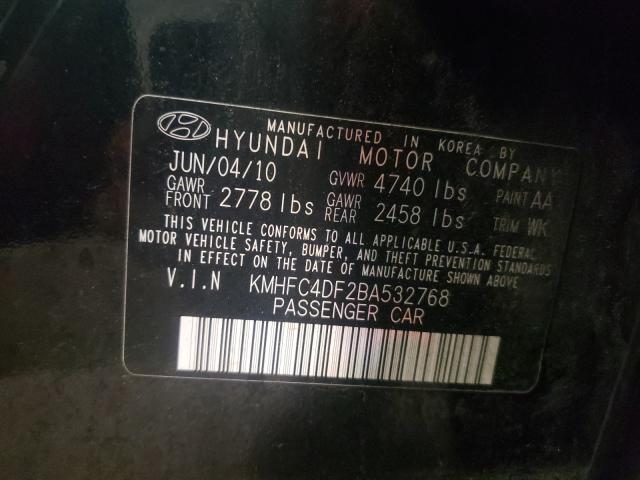 MANUFACTURED IN KOREA BY
HYUNDAI MOTOR COMPANY
JUN/04/10 GVWR 4740 lbs PAINT AA
GAWR FRONT 2778 lbs GAWR REAR 2458 lbs TRIM WK
THIS VEHICLE CONFORMS TO ALL APPLICABLE U.S.A. FEDERAL
MOTOR VEHICLE SAFETY, BUMPER, AND THEFT PREVENTION
STANDARDS IN EFFECT ON THE DATE OF MANUFACTURE SHOWN ABOVE
V.I.N KMHFC4DF2BA532768
PASSENGER CAR